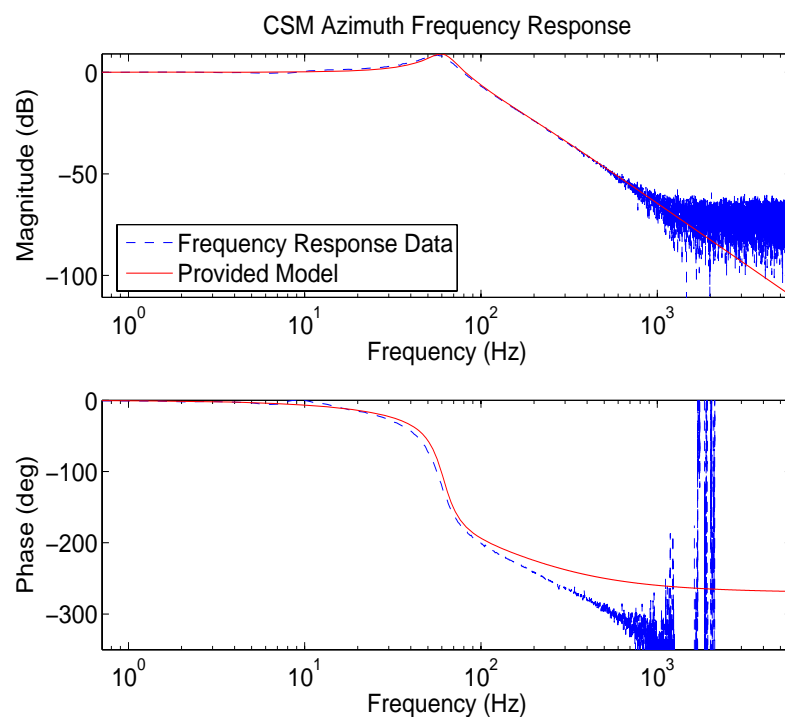 CSM Azimuth Frequency Response
Magnitude (dB)
0
−50
−100
Frequency Response Data
Provided Model
10^0
10^1
10^2
10^3
Frequency (Hz)
Phase (deg)
0
−100
−200
−300
10^0
10^1
10^2
10^3
Frequency (Hz)